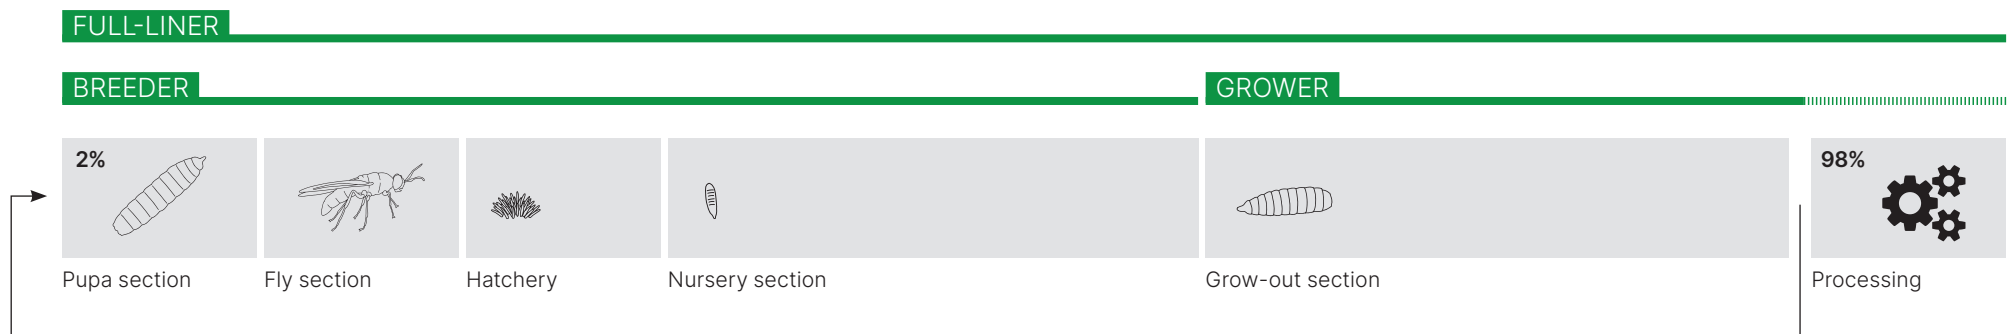 FULL-LINER
BREEDER
GROWER
2%
98%
Pupa section
Fly section
Hatchery
Nursery section
Grow-out section
Processing